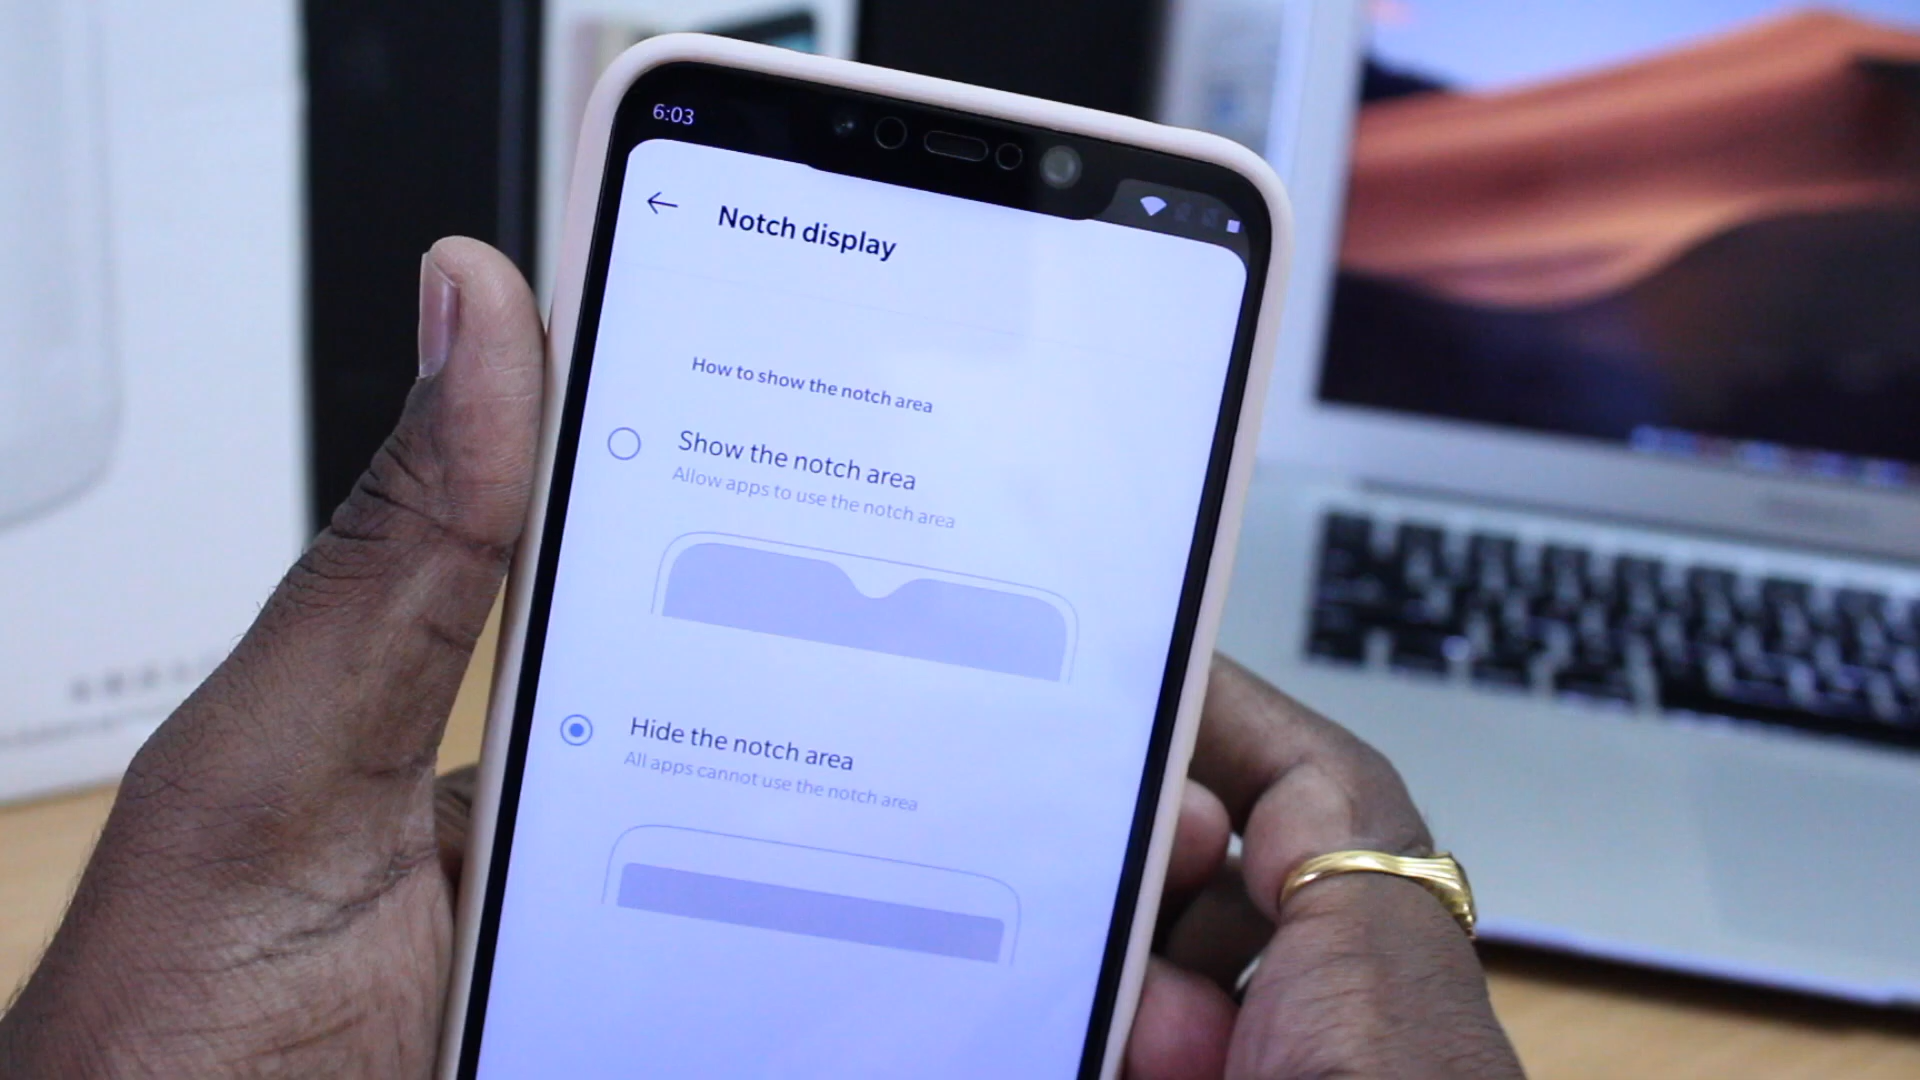 6:03
Notch display
How to show the notch area
Show the notch area
Allow apps to use the notch area
Hide the notch area
All apps cannot use the notch area